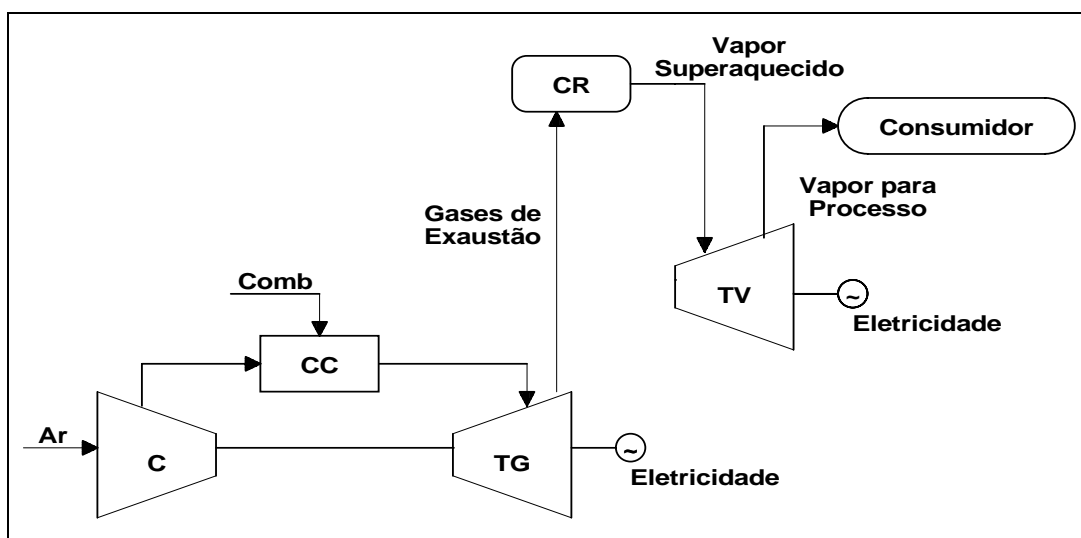 Vapor
Superaquecido
CR
Consumidor
Vapor para
Processo
Gases de
Exaustão
Comb
TV
~
Eletricidade
CC
Ar
C
TG
~
Eletricidade